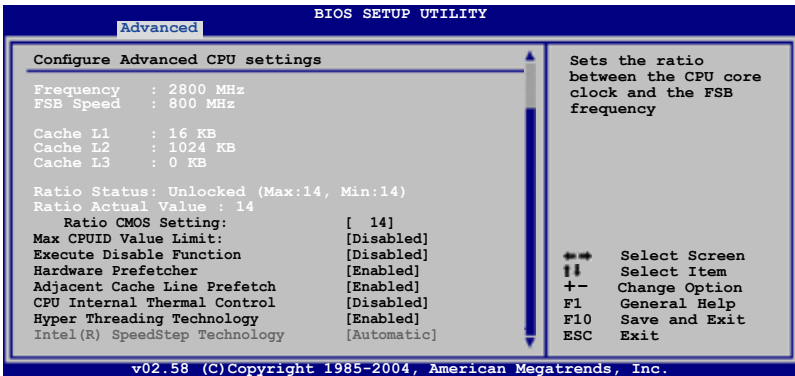 BIOS SETUP UTILITY
Advanced
Configure Advanced CPU settings
Frequency : 2800 MHz
FSB Speed : 800 MHz
Cache L1 : 16 KB
Cache L2 : 1024 KB
Cache L3 : 0 KB
Ratio Status: Unlocked (Max:14, Min:14)
Ratio Actual Value : 14
Ratio CMOS Setting: [ 14]
Max CPUID Value Limit: [Disabled]
Execute Disable Function [Disabled]
Hardware Prefetcher [Enabled]
Adjacent Cache Line Prefetch [Enabled]
CPU Internal Thermal Control [Disabled]
Hyper Threading Technology [Enabled]
Intel(R) SpeedStep Technology [Automatic]
Sets the ratio
between the CPU core
clock and the FSB
frequency
←→ Select Screen
↑↓ Select Item
+- Change Option
F1 General Help
F10 Save and Exit
ESC Exit
v02.58 (C)Copyright 1985-2004, American Megatrends, Inc.